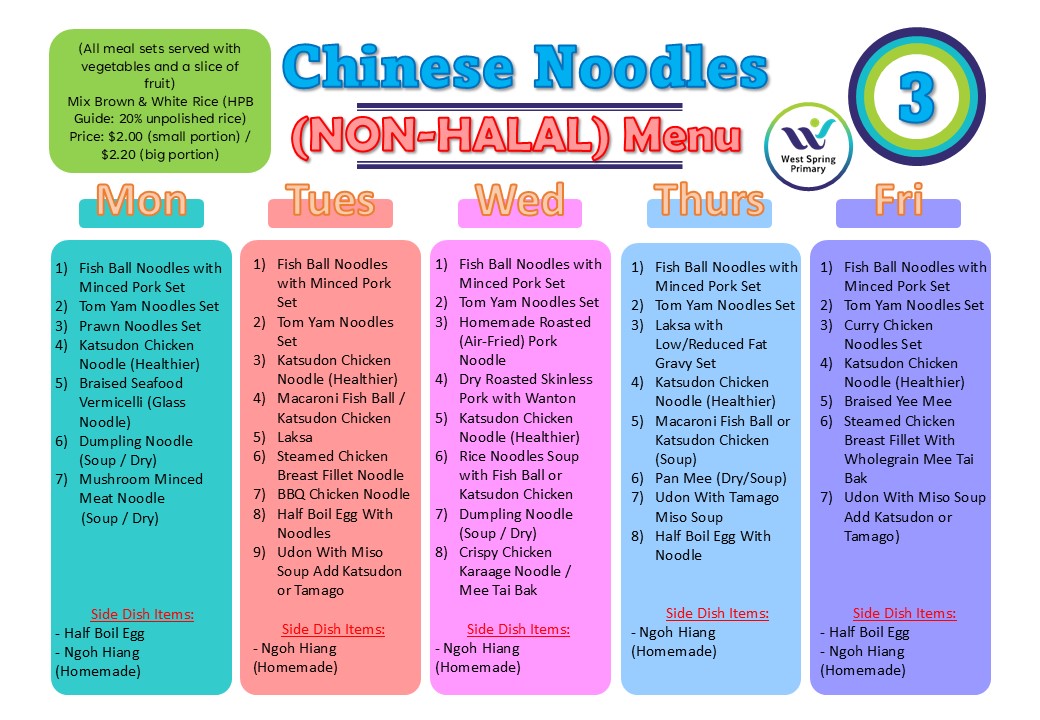 (All meal sets served with
vegetables and a slice of
fruit)
Mix Brown & White Rice (HPB
Guide: 20% unpolished rice)
Price: $2.00 (small portion) /
$2.20 (big portion)
Chinese Noodles
(NON-HALAL) Menu
West Spring
Primary
3
Mon
1) Fish Ball Noodles with
Minced Pork Set
2) Tom Yam Noodles Set
3) Prawn Noodles Set
4) Katsudon Chicken
Noodle (Healthier)
5) Braised Seafood
Vermicelli (Glass
Noodle)
6) Dumpling Noodle
(Soup / Dry)
7) Mushroom Minced
Meat Noodle
(Soup / Dry)
Side Dish Items:
- Half Boil Egg
- Ngoh Hiang
(Homemade)
Tues
1) Fish Ball Noodles
with Minced Pork
Set
2) Tom Yam Noodles
Set
3) Katsudon Chicken
Noodle (Healthier)
4) Macaroni Fish Ball /
Katsudon Chicken
5) Laksa
6) Steamed Chicken
Breast Fillet Noodle
7) BBQ Chicken Noodle
8) Half Boil Egg With
Noodles
9) Udon With Miso
Soup Add Katsudon
or Tamago
Side Dish Items:
- Ngoh Hiang
(Homemade)
Wed
1) Fish Ball Noodles with
Minced Pork Set
2) Tom Yam Noodles Set
3) Homemade Roasted
(Air-Fried) Pork
Noodle
4) Dry Roasted Skinless
Pork with Wanton
5) Katsudon Chicken
Noodle (Healthier)
6) Rice Noodles Soup
with Fish Ball or
Katsudon Chicken
7) Dumpling Noodle
(Soup / Dry)
8) Crispy Chicken
Karaage Noodle /
Mee Tai Bak
Side Dish Items:
- Ngoh Hiang
(Homemade)
Thurs
1) Fish Ball Noodles with
Minced Pork Set
2) Tom Yam Noodles Set
3) Laksa with
Low/Reduced Fat
Gravy Set
4) Katsudon Chicken
Noodle (Healthier)
5) Macaroni Fish Ball or
Katsudon Chicken
(Soup)
6) Pan Mee (Dry/Soup)
7) Udon With Tamago
Miso Soup
8) Half Boil Egg With
Noodle
Side Dish Items:
- Ngoh Hiang
(Homemade)
Fri
1) Fish Ball Noodles with
Minced Pork Set
2) Tom Yam Noodles Set
3) Curry Chicken
Noodles Set
4) Katsudon Chicken
Noodle (Healthier)
5) Braised Yee Mee
6) Steamed Chicken
Breast Fillet With
Wholegrain Mee Tai
Bak
7) Udon With Miso Soup
Add Katsudon or
Tamago)
Side Dish Items:
- Half Boil Egg
- Ngoh Hiang
(Homemade)